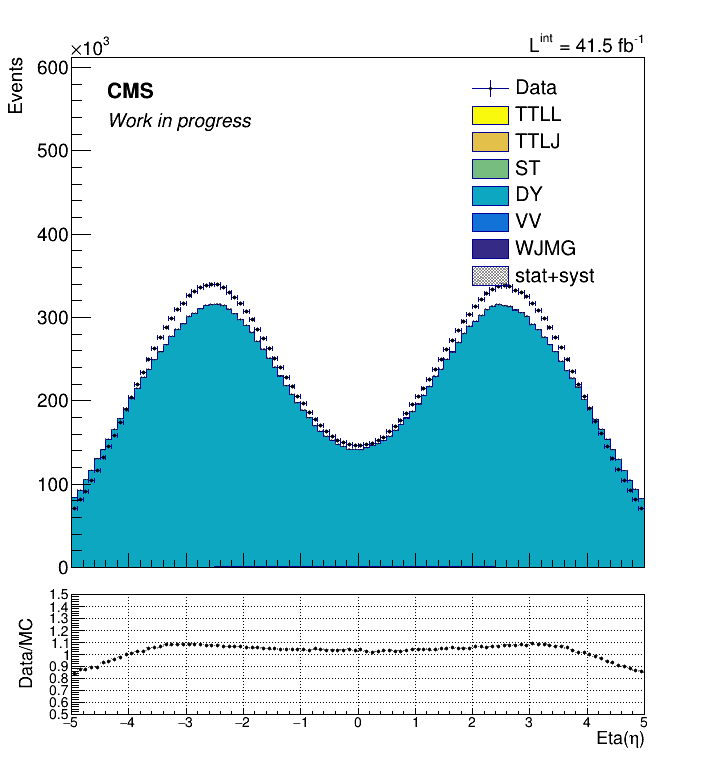 ×10³
L^int = 41.5 fb⁻¹
Events
600
500
400
300
200
100
0
CMS
Work in progress
Data
TTLL
TTLJ
ST
DY
VV
WJMG
stat+syst
Data/MC
1.5
1.4
1.3
1.2
1.1
1
0.9
0.8
0.7
0.6
0.5
−5 −4 −3 −2 −1 0 1 2 3 4 5
Eta(η)